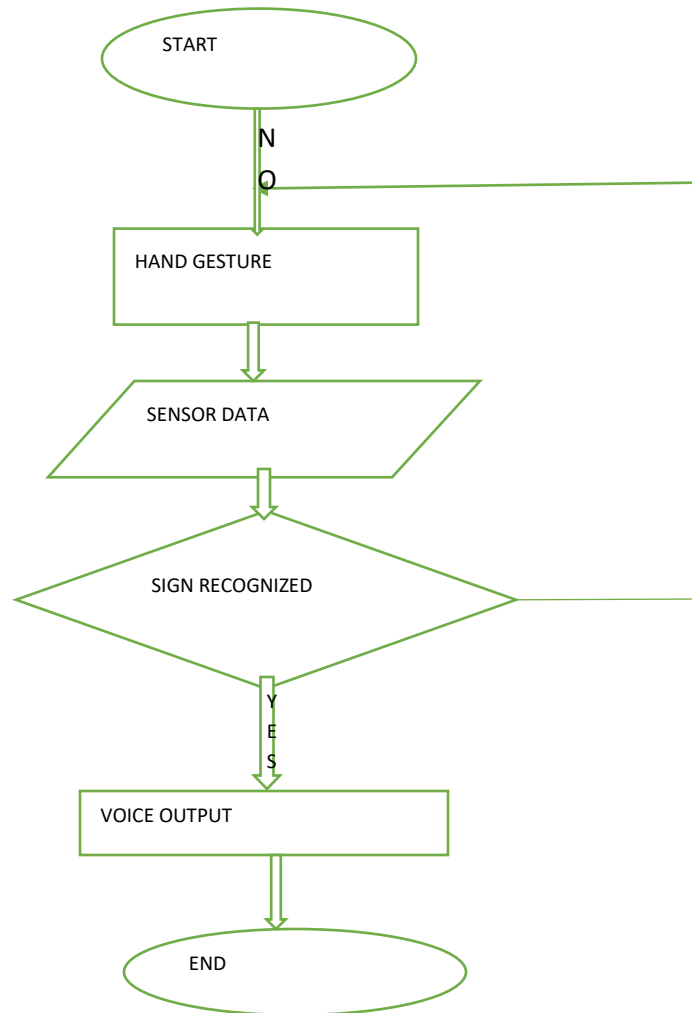 START
N
O
HAND GESTURE
SENSOR DATA
SIGN RECOGNIZED
Y
E
S
VOICE OUTPUT
END